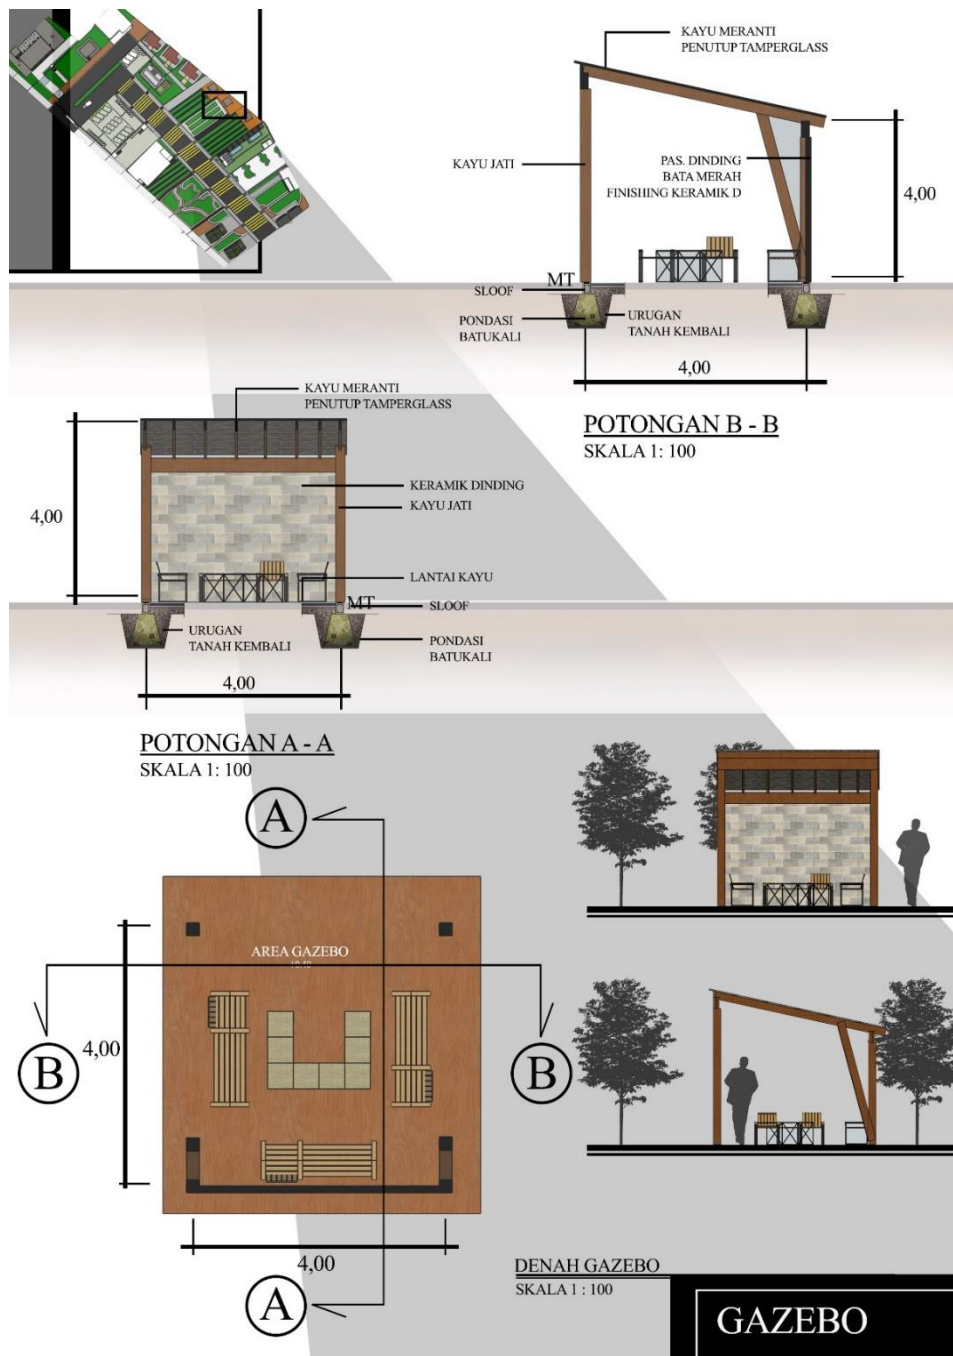 KAYU MERANTI
PENUTUP TAMPERGLASS
KAYU JATI
PAS. DINDING
BATA MERAH
FINISHING KERAMIK D
4,00
MT
SLOOF
PONDASI
BATUKALI
URUGAN
TANAH KEMBALI
4,00
POTONGAN B - B
SKALA 1: 100
KAYU MERANTI
PENUTUP TAMPERGLASS
4,00
KERAMIK DINDING
KAYU JATI
LANTAI KAYU
MT
SLOOF
URUGAN
TANAH KEMBALI
PONDASI
BATUKALI
4,00
POTONGAN A - A
SKALA 1: 100
A
AREA GAZEBO
4,00
B
B
4,00
A
DENAH GAZEBO
SKALA 1 : 100
GAZEBO